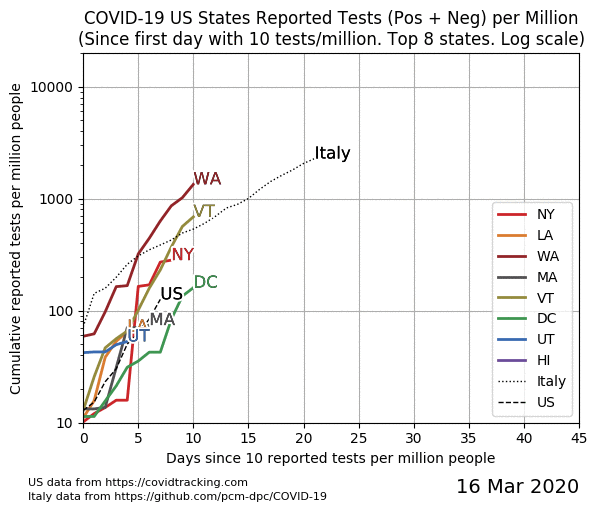 COVID-19 US States Reported Tests (Pos + Neg) per Million
(Since first day with 10 tests/million. Top 8 states. Log scale)
Cumulative reported tests per million people
10000
1000
100
10
Italy
WA
VT
NY
DC
US
MA
LA
UT
NY
LA
WA
MA
VT
DC
UT
HI
Italy
US
0 5 10 15 20 25 30 35 40 45
Days since 10 reported tests per million people
US data from https://covidtracking.com
Italy data from https://github.com/pcm-dpc/COVID-19
16 Mar 2020